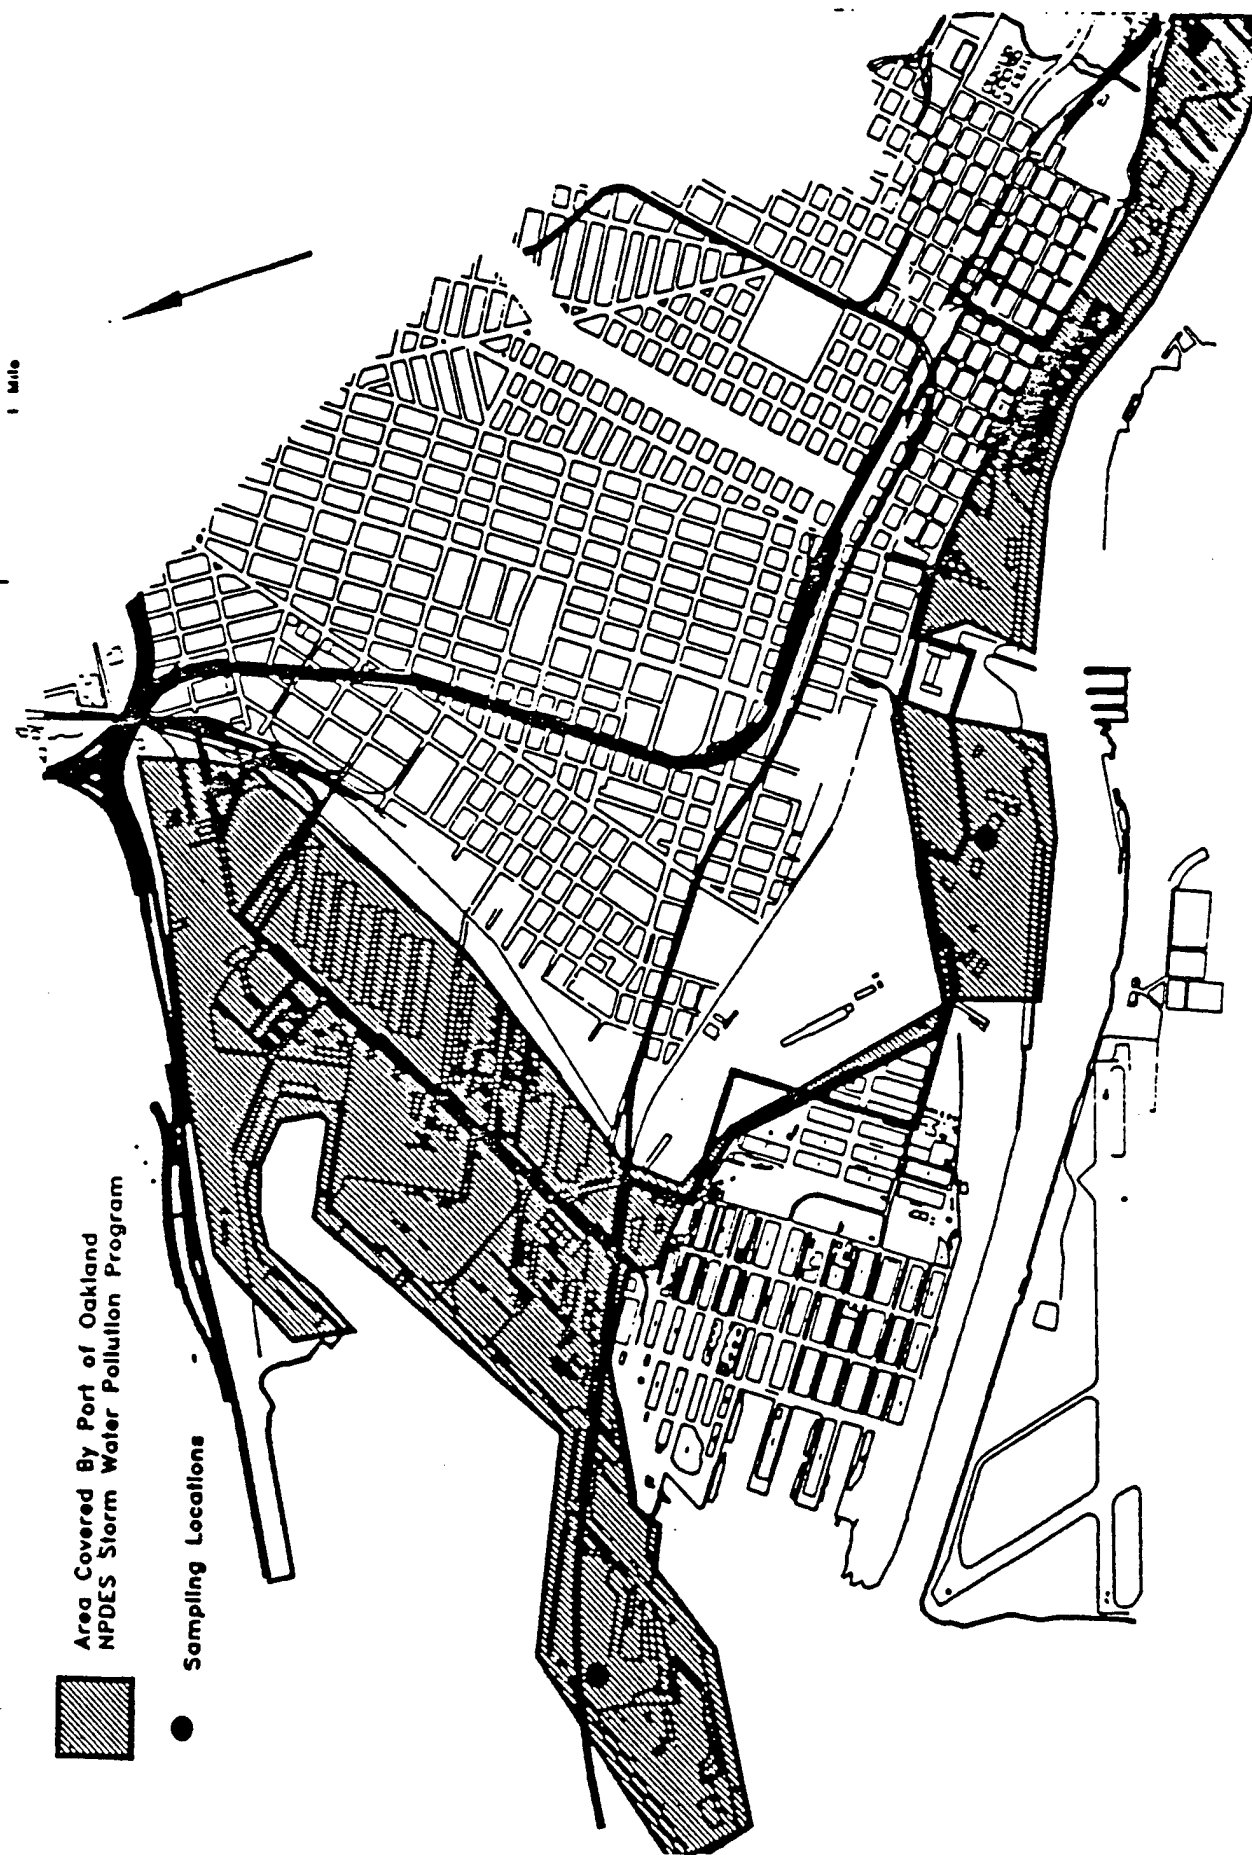 1 Mile
Area Covered By Port of Oakland
NPDES Storm Water Pollution Program
Sampling Locations